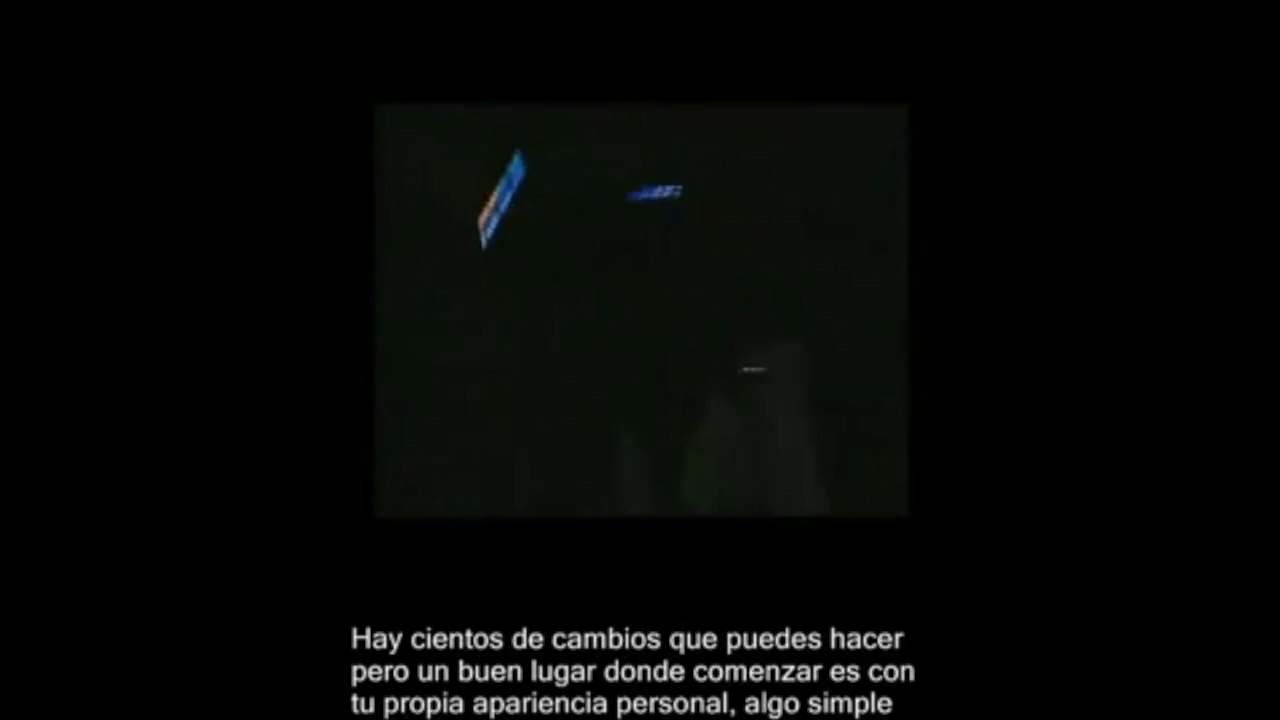 Hay cientos de cambios que puedes hacer
pero un buen lugar donde comenzar es con
tu propia apariencia personal, algo simple